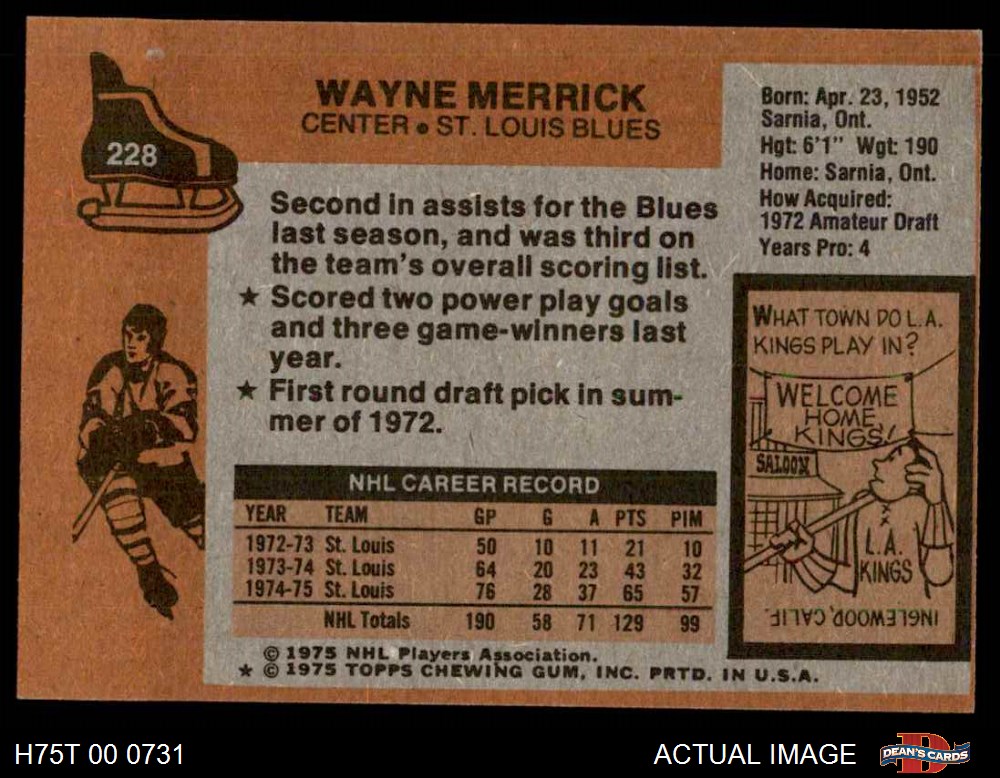 228
WAYNE MERRICK
CENTER • ST. LOUIS BLUES
Born: Apr. 23, 1952
Sarnia, Ont.
Hgt: 6'1" Wgt: 190
Home: Sarnia, Ont.
How Acquired:
1972 Amateur Draft
Years Pro: 4
Second in assists for the Blues
last season, and was third on
the team's overall scoring list.
★ Scored two power play goals
and three game-winners last
year.
★ First round draft pick in sum-
mer of 1972.
NHL CAREER RECORD
YEAR TEAM GP G A PTS PIM
1972-73 St. Louis 50 10 11 21 10
1973-74 St. Louis 64 20 23 43 32
1974-75 St. Louis 76 28 37 65 57
NHL Totals 190 58 71 129 99
WHAT TOWN DO L.A.
KINGS PLAY IN?
WELCOME
HOME,
KINGS!
SALOON
L.A.
KINGS
INGLEWOOD, CALIF.
© 1975 NHL Players Association.
★ © 1975 TOPPS CHEWING GUM, INC. PRTD. IN U.S.A.
H75T 00 0731
ACTUAL IMAGE
DEAN'S CARDS